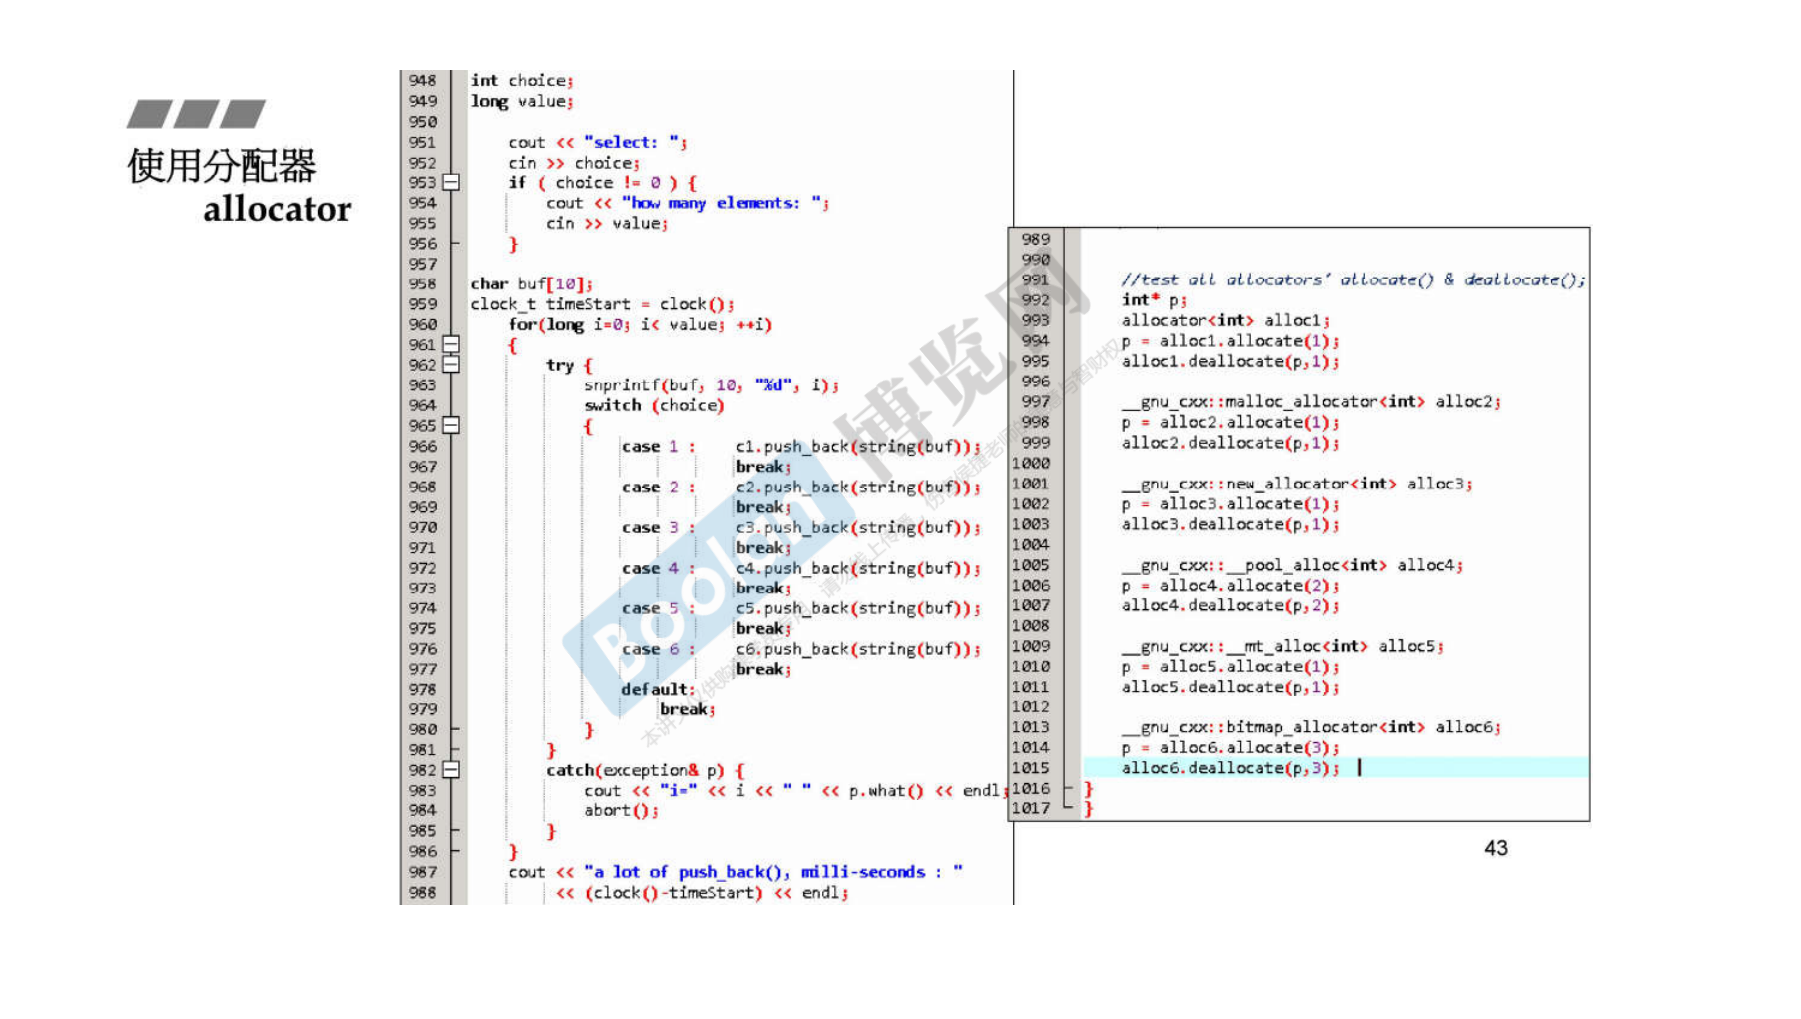 使用分配器
allocator
948 int choice;
949 long value;
950
951 cout << "select: ";
952 cin >> choice;
953 if ( choice != 0 ) {
954 cout << "how many elements: ";
955 cin >> value;
956 }
957
958 char buf[10];
959 clock_t timeStart = clock();
960 for(long i=0; i< value; ++i)
961 {
962 try {
963 snprintf(buf, 10, "%d", i);
964 switch (choice)
965 {
966 case 1 : c1.push_back(string(buf));
967 break;
968 case 2 : c2.push_back(string(buf));
969 break;
970 case 3 : c3.push_back(string(buf));
971 break;
972 case 4 : c4.push_back(string(buf));
973 break;
974 case 5 : c5.push_back(string(buf));
975 break;
976 case 6 : c6.push_back(string(buf));
977 break;
978 default:
979 break;
980 }
981 }
982 catch(exception& p) {
983 cout << "i=" << i << " " << p.what() << endl;
984 abort();
985 }
986 }
987 cout << "a lot of push_back(), milli-seconds : "
988 << (clock()-timeStart) << endl;
989
990
991 //test all allocators' allocate() & deallocate();
992 int* p;
993 allocator<int> alloc1;
994 p = alloc1.allocate(1);
995 alloc1.deallocate(p,1);
996
997 __gnu_cxx::malloc_allocator<int> alloc2;
998 p = alloc2.allocate(1);
999 alloc2.deallocate(p,1);
1000
1001 __gnu_cxx::new_allocator<int> alloc3;
1002 p = alloc3.allocate(1);
1003 alloc3.deallocate(p,1);
1004
1005 __gnu_cxx::__pool_alloc<int> alloc4;
1006 p = alloc4.allocate(2);
1007 alloc4.deallocate(p,2);
1008
1009 __gnu_cxx::__mt_alloc<int> alloc5;
1010 p = alloc5.allocate(1);
1011 alloc5.deallocate(p,1);
1012
1013 __gnu_cxx::bitmap_allocator<int> alloc6;
1014 p = alloc6.allocate(3);
1015 alloc6.deallocate(p,3);
1016 }
1017 }
43
Boolan 博览网